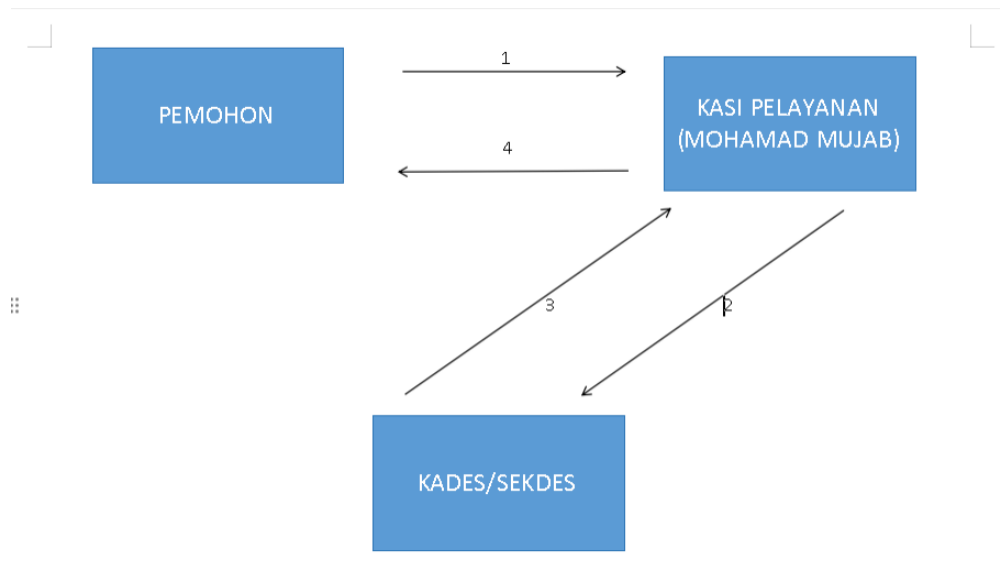 1
PEMOHON
KASI PELAYANAN
(MOHAMAD MUJAB)
4
3
2
KADES/SEKDES